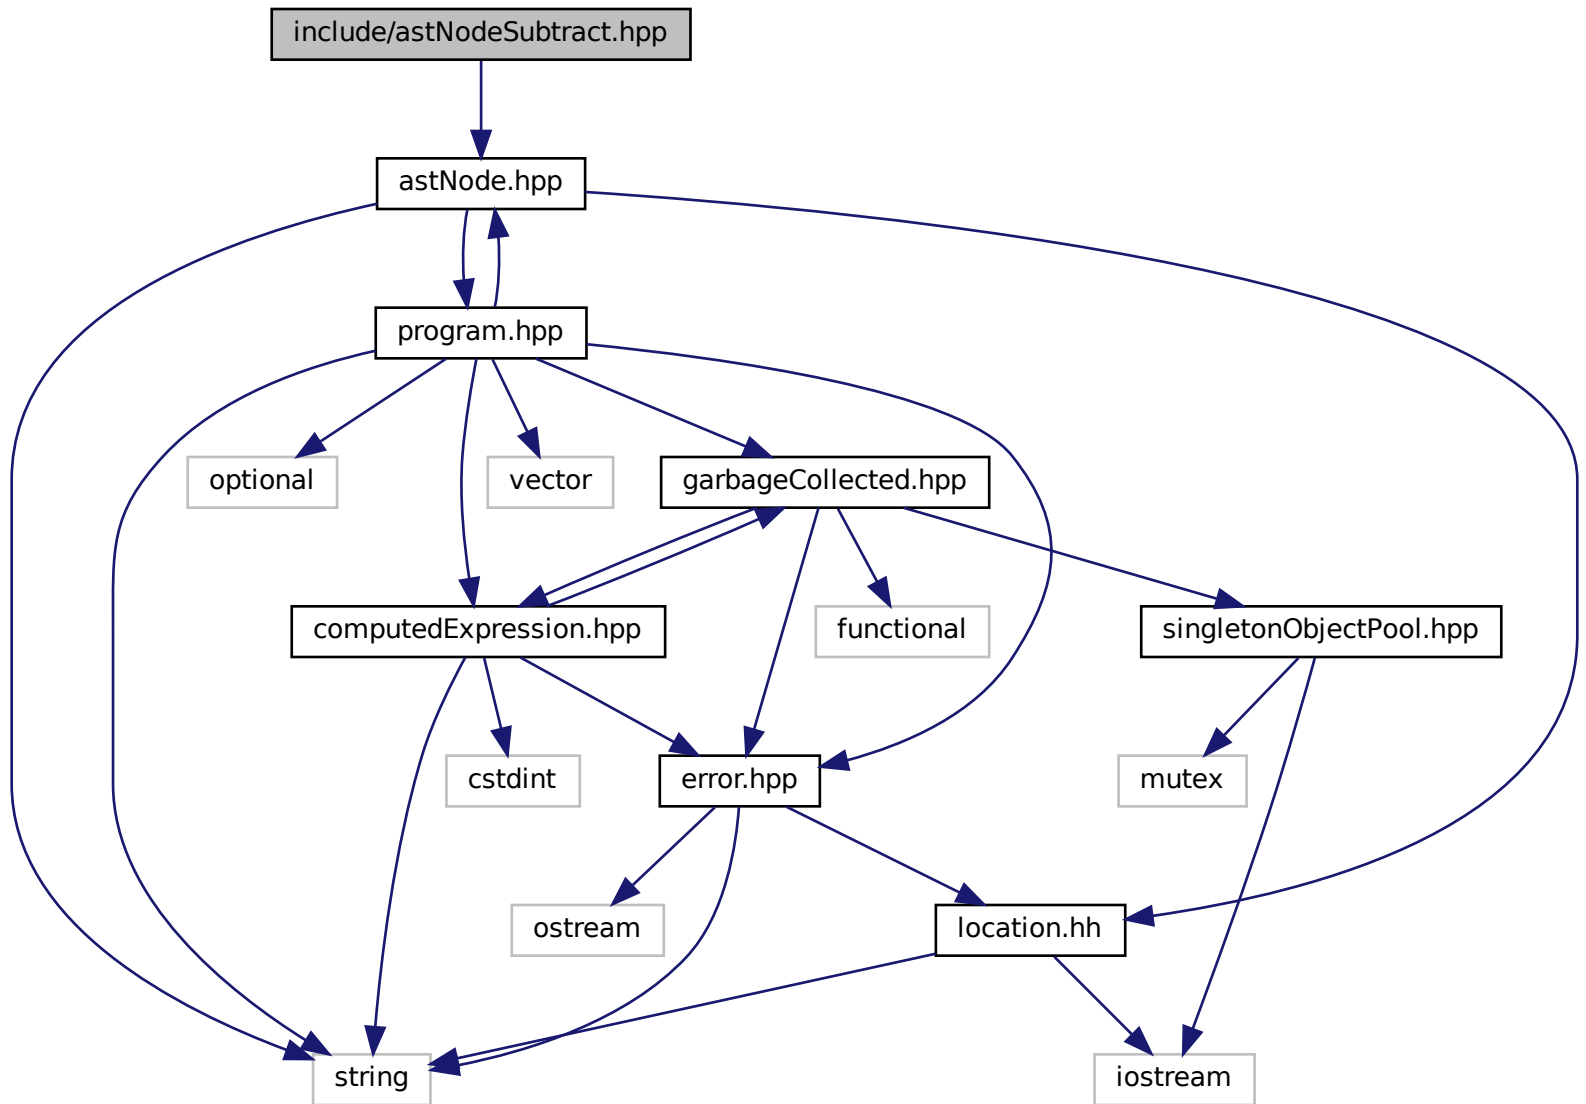 include/astNodeSubtract.hpp
astNode.hpp
program.hpp
optional
vector
garbageCollected.hpp
computedExpression.hpp
functional
singletonObjectPool.hpp
cstdint
error.hpp
mutex
ostream
location.hh
string
iostream